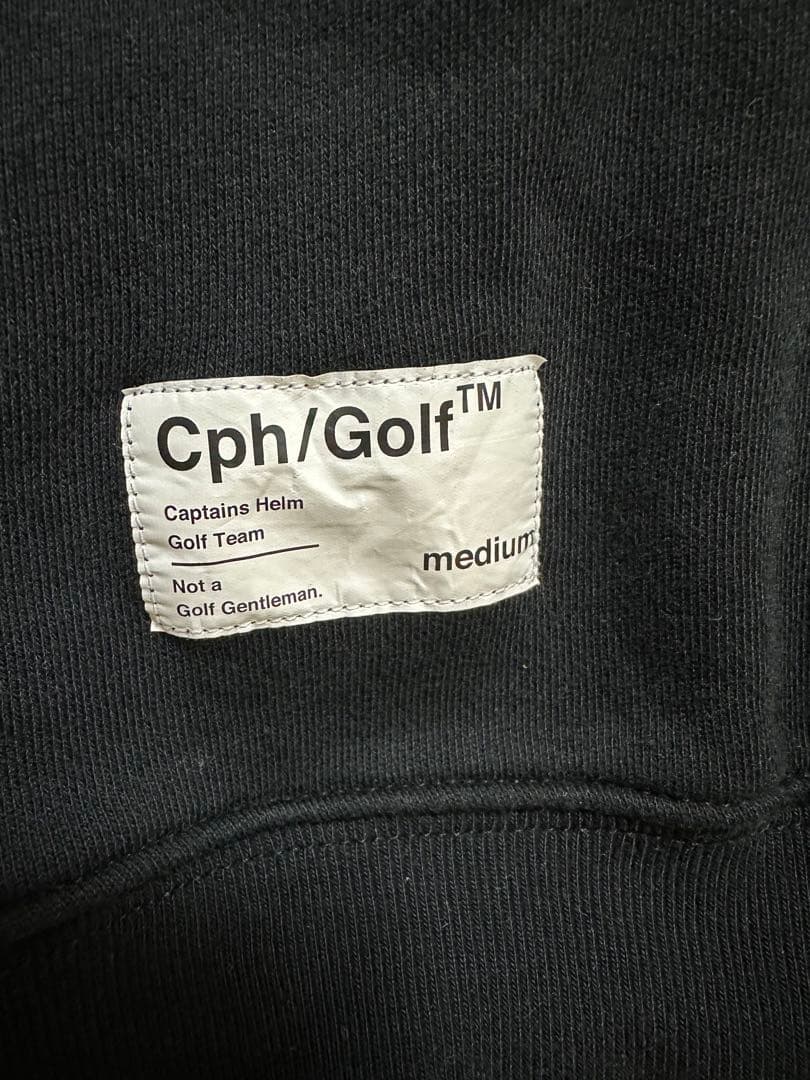 Cph/Golf™
Captains Helm
Golf Team
medium
Not a
Golf Gentleman.